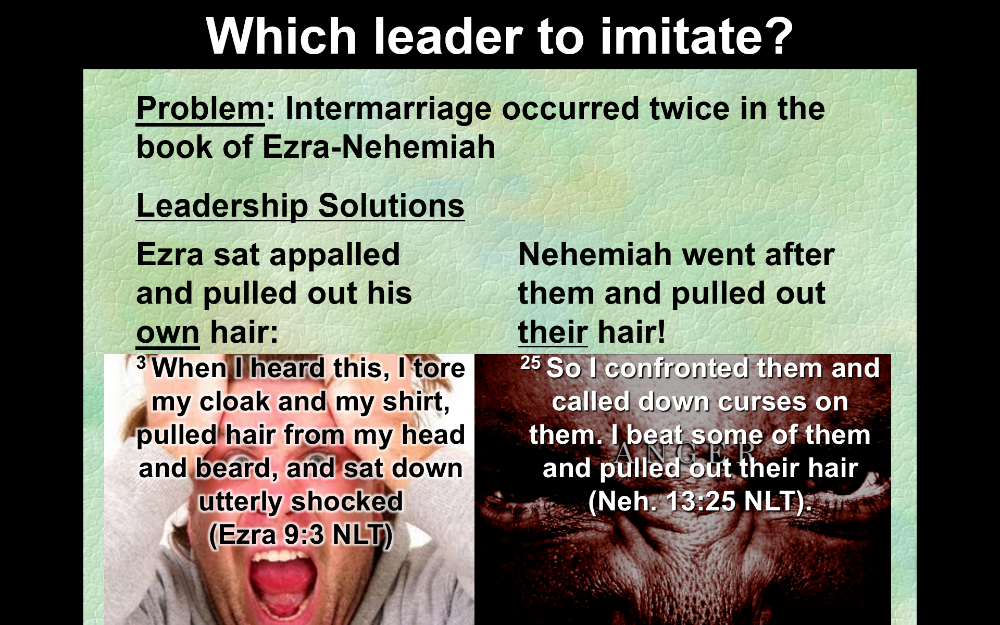 Which leader to imitate?
Problem: Intermarriage occurred twice in the
book of Ezra-Nehemiah
Leadership Solutions
Ezra sat appalled
and pulled out his
own hair:
3 When I heard this, I tore
my cloak and my shirt,
pulled hair from my head
and beard, and sat down
utterly shocked
(Ezra 9:3 NLT)
Nehemiah went after
them and pulled out
their hair!
25 So I confronted them and
called down curses on
them. I beat some of them
and pulled out their hair
(Neh. 13:25 NLT).
ANGER